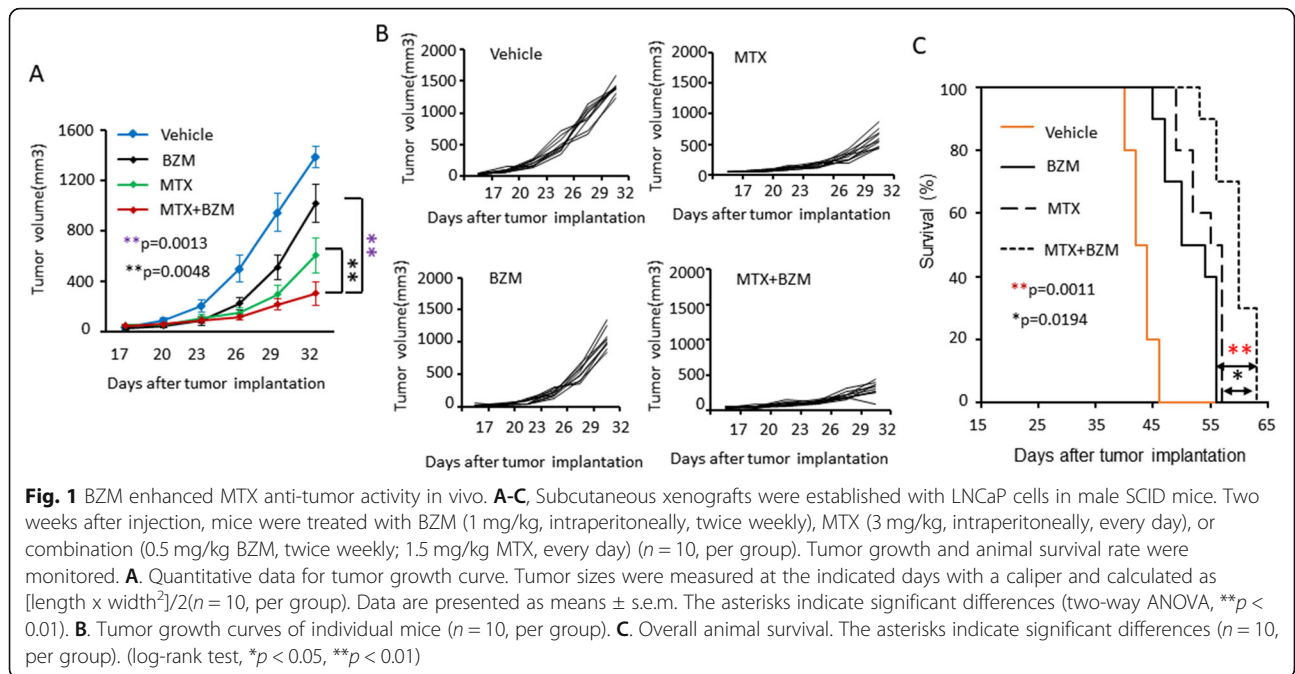 A
Tumor volume(mm3)
1600
1200
800
400
0
Vehicle
BZM
MTX
MTX+BZM
**p=0.0013
**p=0.0048
**
**
17 20 23 26 29 32
Days after tumor implantation
B
Tumor volume(mm3)
2000
1500
1000
500
0
Vehicle
17 20 23 26 29 32
Days after tumor implantation
Tumor volume(mm3)
2000
1500
1000
500
0
MTX
17 20 23 26 29 32
Days after tumor implantation
Tumor volume(mm3)
2000
1500
1000
500
0
BZM
17 20 23 26 29 32
Days after tumor implantation
Tumor volume(mm3)
2000
1500
1000
500
0
MTX+BZM
17 20 23 26 29 32
Days after tumor implantation
C
Survival (%)
100
80
60
40
20
0
Vehicle
BZM
MTX
MTX+BZM
**p=0.0011
*p=0.0194
**
*
15 25 35 45 55 65
Days after tumor implantation
Fig. 1 BZM enhanced MTX anti-tumor activity in vivo. A-C, Subcutaneous xenografts were established with LNCaP cells in male SCID mice. Two
weeks after injection, mice were treated with BZM (1 mg/kg, intraperitoneally, twice weekly), MTX (3 mg/kg, intraperitoneally, every day), or
combination (0.5 mg/kg BZM, twice weekly; 1.5 mg/kg MTX, every day) (n = 10, per group). Tumor growth and animal survival rate were
monitored. A. Quantitative data for tumor growth curve. Tumor sizes were measured at the indicated days with a caliper and calculated as
[length x width²]/2(n = 10, per group). Data are presented as means ± s.e.m. The asterisks indicate significant differences (two-way ANOVA, **p <
0.01). B. Tumor growth curves of individual mice (n = 10, per group). C. Overall animal survival. The asterisks indicate significant differences (n = 10,
per group). (log-rank test, *p < 0.05, **p < 0.01)